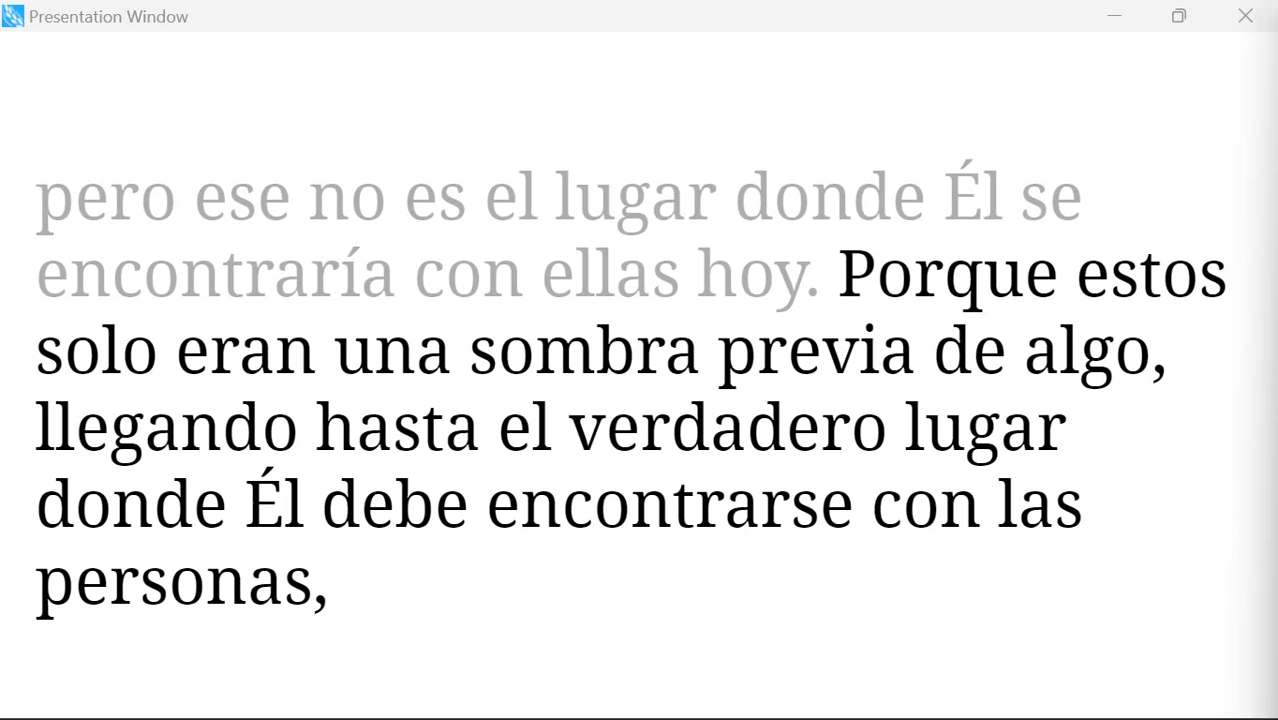 Presentation Window
pero ese no es el lugar donde Él se
encontraría con ellas hoy. Porque estos
solo eran una sombra previa de algo,
llegando hasta el verdadero lugar
donde Él debe encontrarse con las
personas,